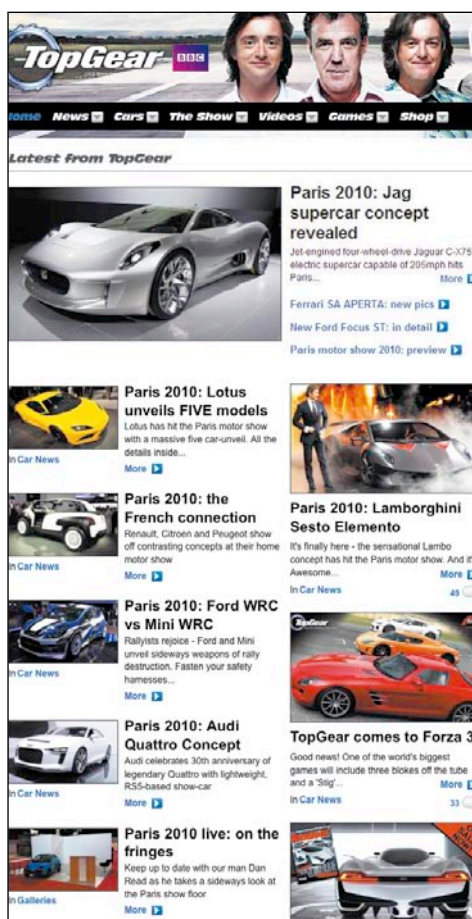 TopGear BBC
Home News Cars The Show Videos Games Shop
Latest from TopGear
Paris 2010: Jag
supercar concept
revealed
Jet-engined four-wheel-drive Jaguar C-X75
electric supercar capable of 205mph hits
Paris...
More
Ferrari SA APERTA: new pics
New Ford Focus ST: in detail
Paris motor show 2010: preview
Paris 2010: Lotus
unveils FIVE models
Lotus has hit the Paris motor show
with a massive five car-unveil. All the
details inside...
More
In Car News
Paris 2010: the
French connection
Renault, Citroen and Peugeot show
off contrasting concepts at their home
motor show
More
In Car News
Paris 2010: Ford WRC
vs Mini WRC
Rallyists rejoice - Ford and Mini
unveil sideways weapons of rally
destruction. Fasten your safety
harnesses...
More
In Car News
Paris 2010: Audi
Quattro Concept
Audi celebrates 30th anniversary of
legendary Quattro with lightweight,
RS5-based show-car
More
In Car News
Paris 2010 live: on the
fringes
Keep up to date with our man Dan
Read as he takes a sideways look at
the Paris show floor
More
In Galleries
Paris 2010: Lamborghini
Sesto Elemento
It's finally here - the sensational Lambo
concept has hit the Paris motor show. And it
Awesome...
More
In Car News
49
TopGear
TopGear comes to Forza 3
Good news! One of the world's biggest
games will include three blokes off the tube
and a 'Stig'...
More
In Car News
33